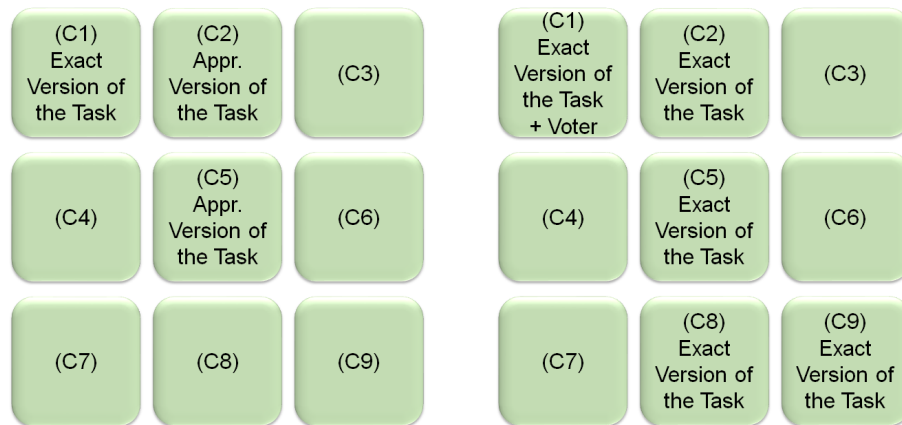 (C1)
Exact
Version of
the Task
(C2)
Appr.
Version of
the Task
(C3)
(C4)
(C5)
Appr.
Version of
the Task
(C6)
(C7)
(C8)
(C9)
(C1)
Exact
Version of
the Task
+ Voter
(C2)
Exact
Version of
the Task
(C3)
(C4)
(C5)
Exact
Version of
the Task
(C6)
(C7)
(C8)
Exact
Version of
the Task
(C9)
Exact
Version of
the Task